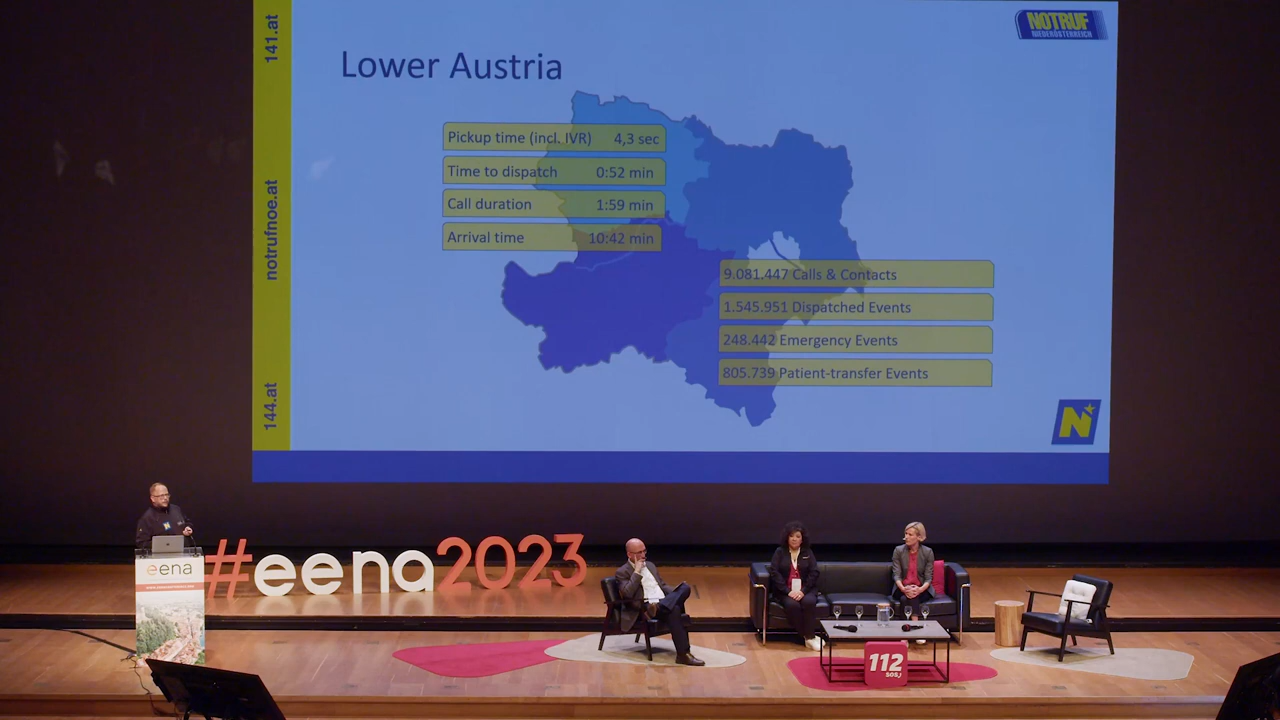 141.at
notrufnoe.at
144.at
NOTRUF
NIEDERÖSTERREICH
Lower Austria
Pickup time (incl. IVR) 4,3 sec
Time to dispatch 0:52 min
Call duration 1:59 min
Arrival time 10:42 min
9.081.447 Calls & Contacts
1.545.951 Dispatched Events
248.442 Emergency Events
805.739 Patient-transfer Events
N
eena
#eena2023
112
SOS